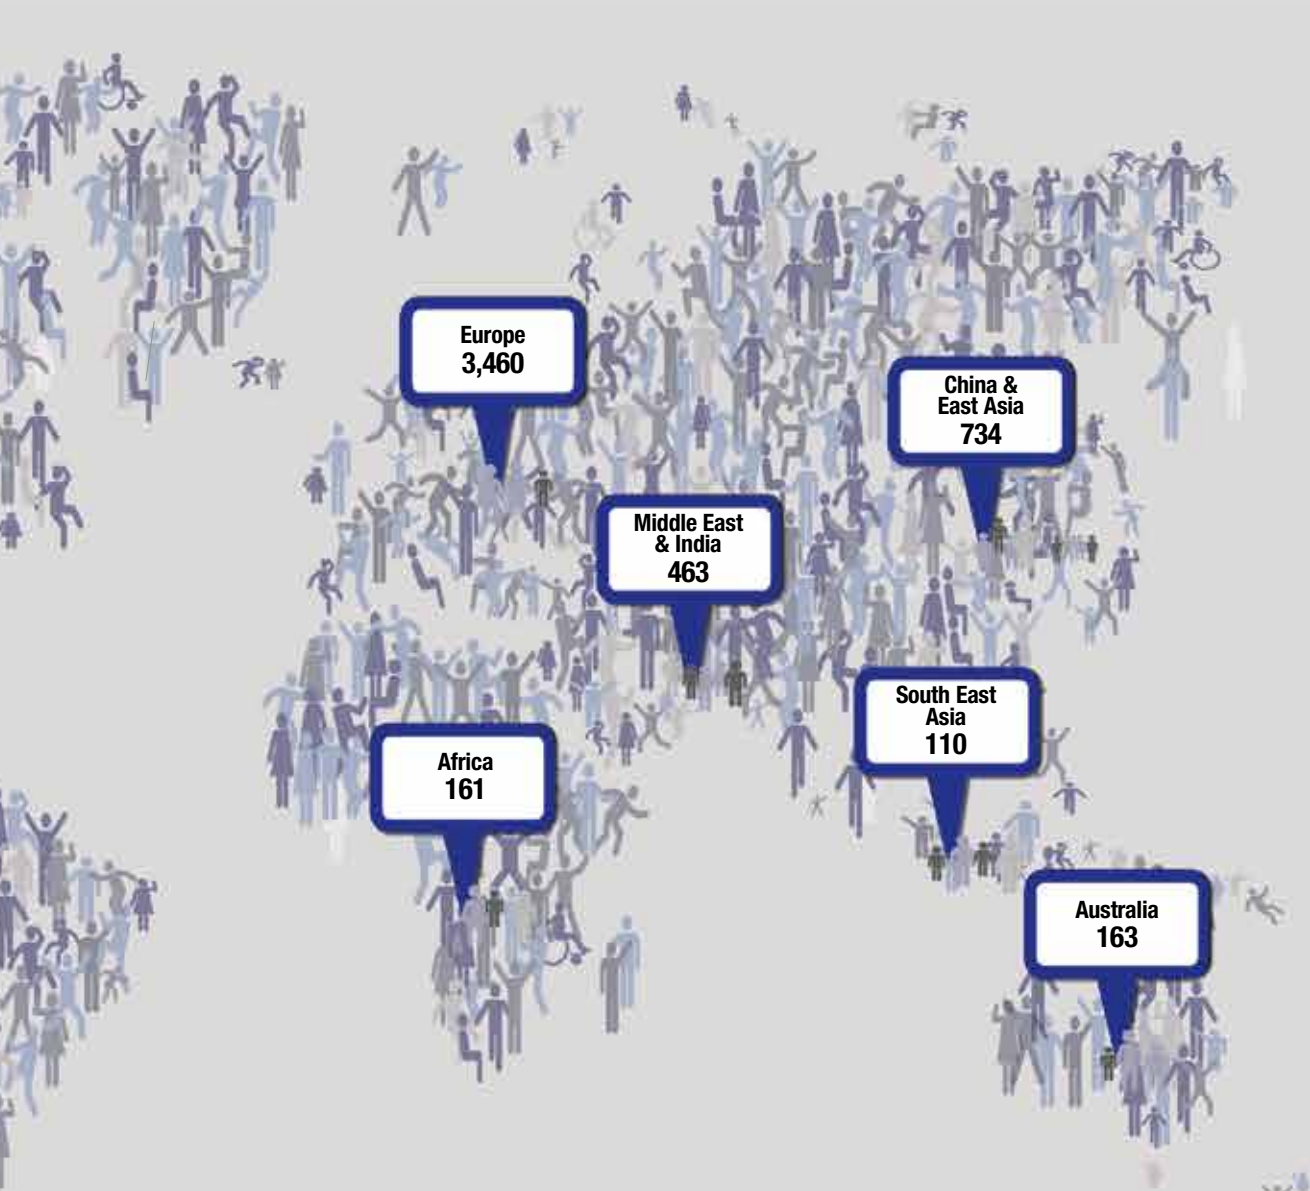 Europe
3,460
China &
East Asia
734
Middle East
& India
463
South East
Asia
110
Africa
161
Australia
163